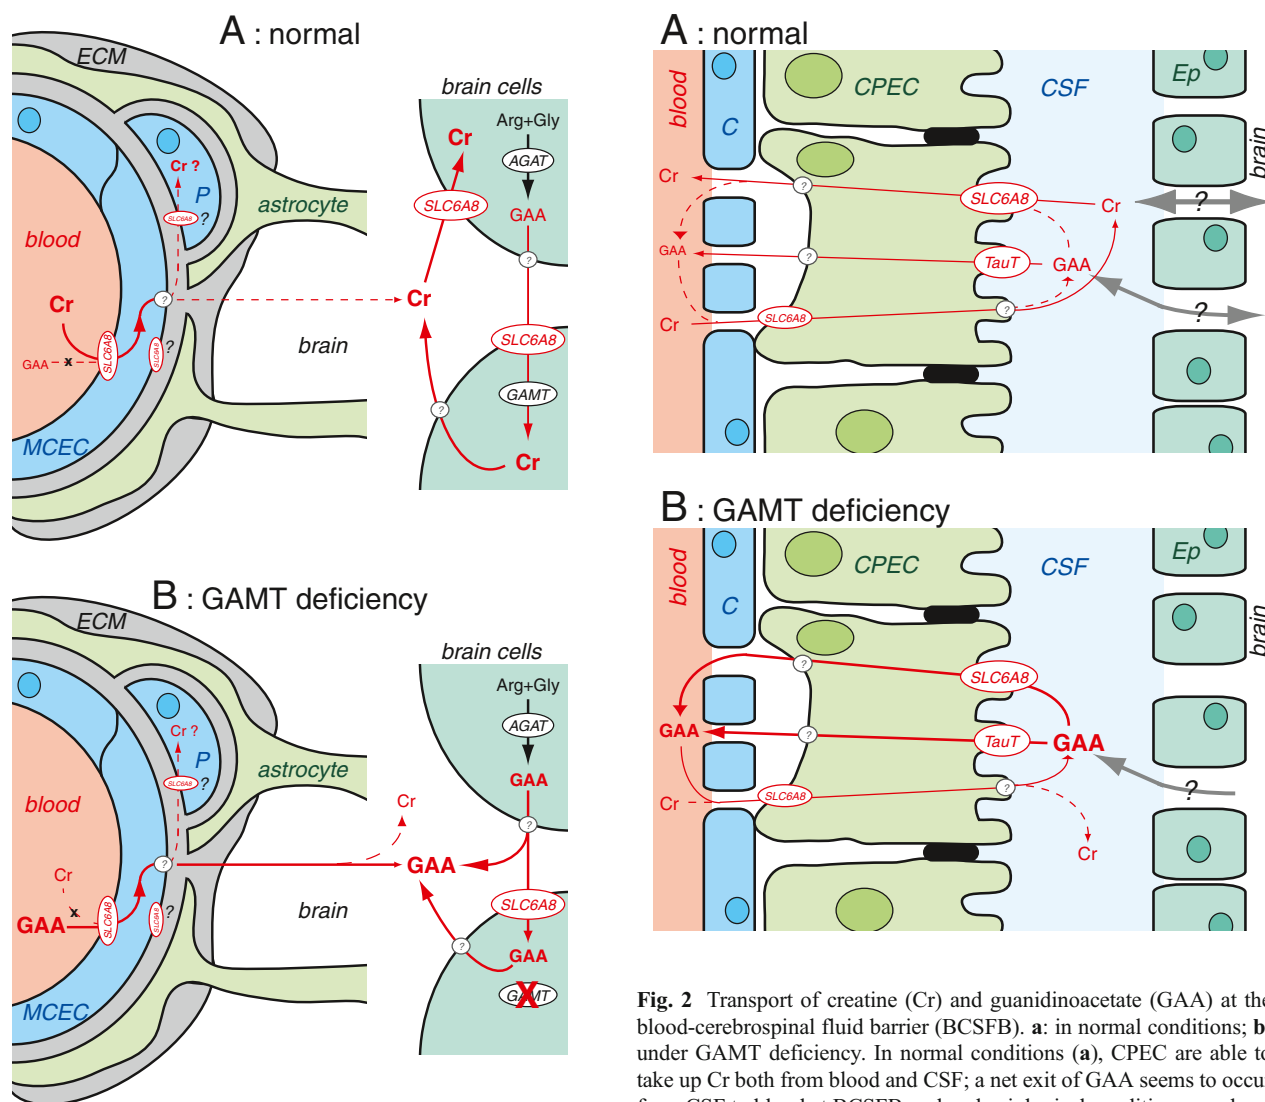 A : normal
ECM
brain cells
Arg+Gly
Cr
AGAT
Cr ?
P
SLC6A8
?
astrocyte
SLC6A8
GAA
blood
?
Cr
?
Cr
SLC6A8
SLC6A8
?
GAA
x
brain
SLC6A8
GAMT
?
MCEC
Cr
B : GAMT deficiency
ECM
brain cells
Arg+Gly
AGAT
Cr ?
P
SLC6A8
?
astrocyte
GAA
blood
Cr
?
?
GAA
Cr
x
GAA
SLC6A8
SLC6A8
?
brain
SLC6A8
?
GAA
GAMT
X
MCEC
A : normal
blood
C
CPEC
CSF
Ep
brain
Cr
?
SLC6A8
Cr
?
GAA
?
TauT
GAA
Cr
SLC6A8
?
?
B : GAMT deficiency
blood
C
CPEC
CSF
Ep
brain
?
SLC6A8
GAA
?
TauT
GAA
Cr
SLC6A8
?
?
Cr
Fig. 2 Transport of creatine (Cr) and guanidinoacetate (GAA) at the
blood-cerebrospinal fluid barrier (BCSFB). a: in normal conditions; b:
under GAMT deficiency. In normal conditions (a), CPEC are able to
take up Cr both from blood and CSF; a net exit of GAA seems to occur